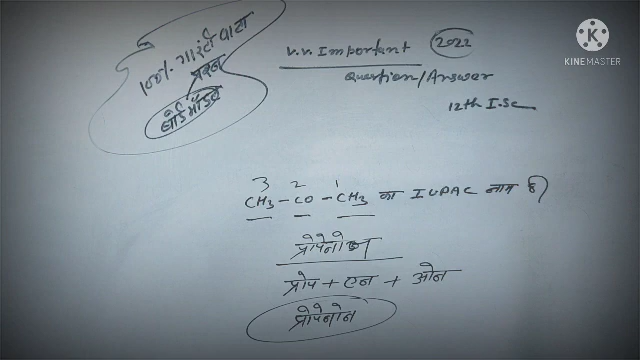 100% गारंटी वाला
प्रश्न
बोर्ड मॉडल
V.V Important 2022
Question/Answer
12th I.Sc
KINEMASTER
3 2 1
CH3-CO-CH3 का IUPAC नाम है
प्रोप + एन + ओन
प्रोपेनोन